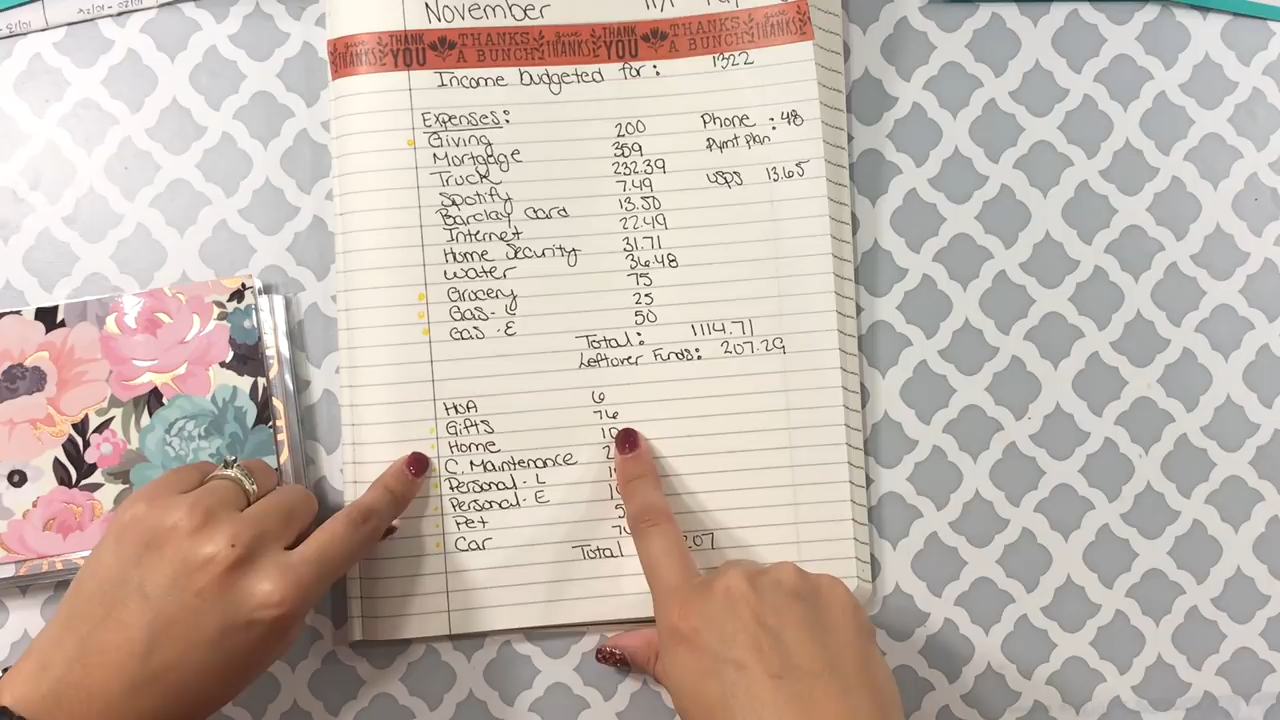 November
give THANKS THANK YOU THANKS A BUNCH give THANKS THANK YOU THANKS A BUNCH
Income budgeted for: 1322
Expenses:
Giving 200 Phone : 48
Mortgage 359 Pymt plan
Truck 232.39
Spotify 7.49 usps 13.65
Barclay Card 13.50
Internet 22.49
Home Security 31.71
Water 36.48
Grocery 75
Gas - L 25
Gas - E 50
Total: 1114.71
Leftover Funds: 207.29
HOA 6
Gifts 76
Home
C. Maintenance
Personal - L
Personal - E
Pet
Car
Total 207